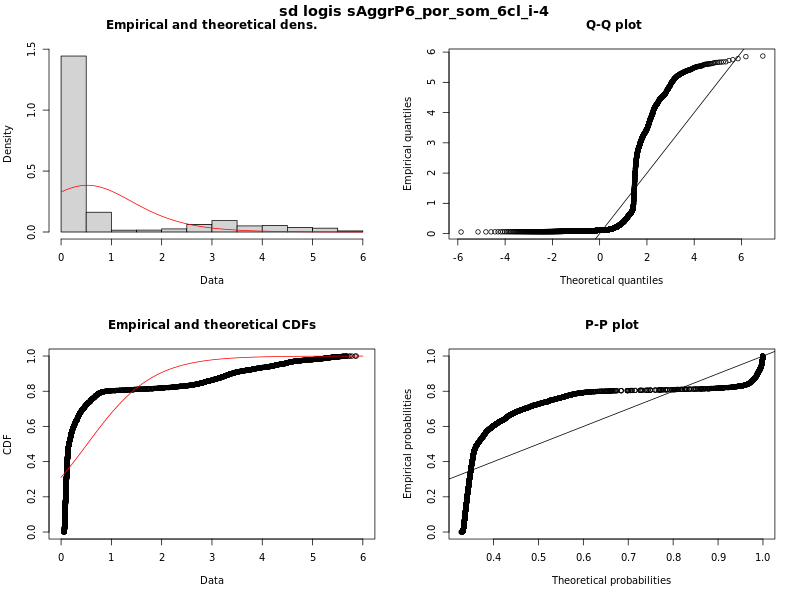 sd logis sAggrP6_por_som_6cl_i-4
Empirical and theoretical dens.
Density
0.0 0.5 1.0 1.5
0 1 2 3 4 5 6
Data
Q-Q plot
Empirical quantiles
0 1 2 3 4 5 6
-6 -4 -2 0 2 4 6
Theoretical quantiles
Empirical and theoretical CDFs
CDF
0.0 0.2 0.4 0.6 0.8 1.0
0 1 2 3 4 5 6
Data
P-P plot
Empirical probabilities
0.0 0.2 0.4 0.6 0.8 1.0
0.4 0.5 0.6 0.7 0.8 0.9 1.0
Theoretical probabilities